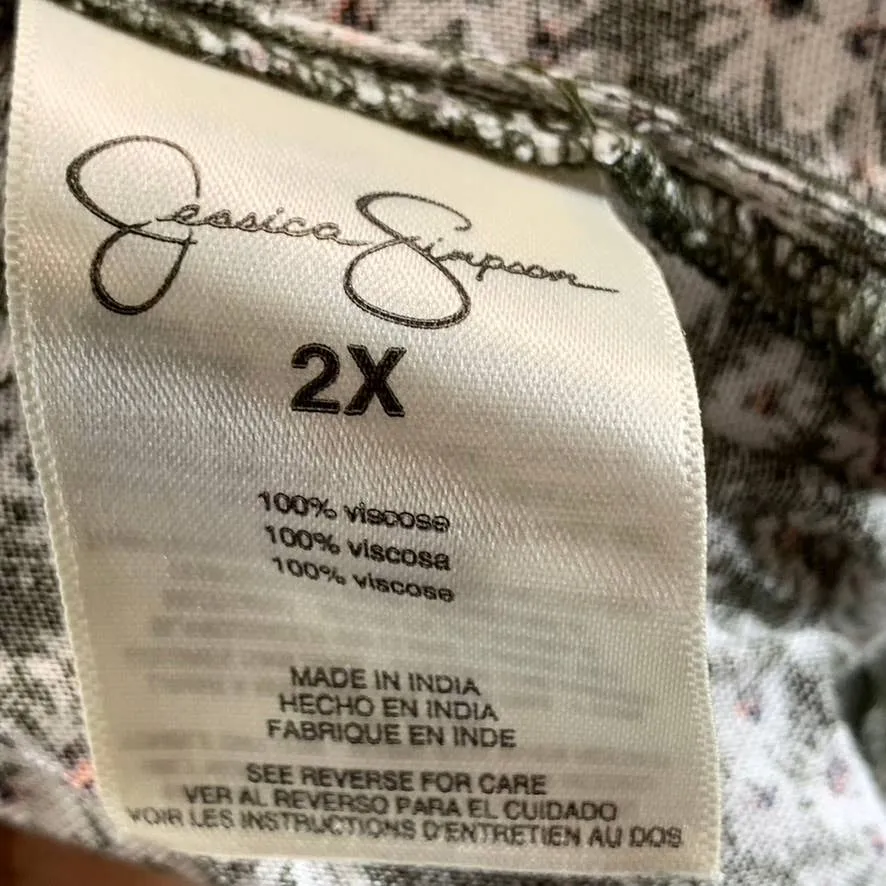 Jessica Simpson
2X
100% viscose
100% viscosa
100% viscose
MADE IN INDIA
HECHO EN INDIA
FABRIQUE EN INDE
SEE REVERSE FOR CARE
VER AL REVERSO PARA EL CUIDADO
VOIR LES INSTRUCTIONS D'ENTRETIEN AU DOS